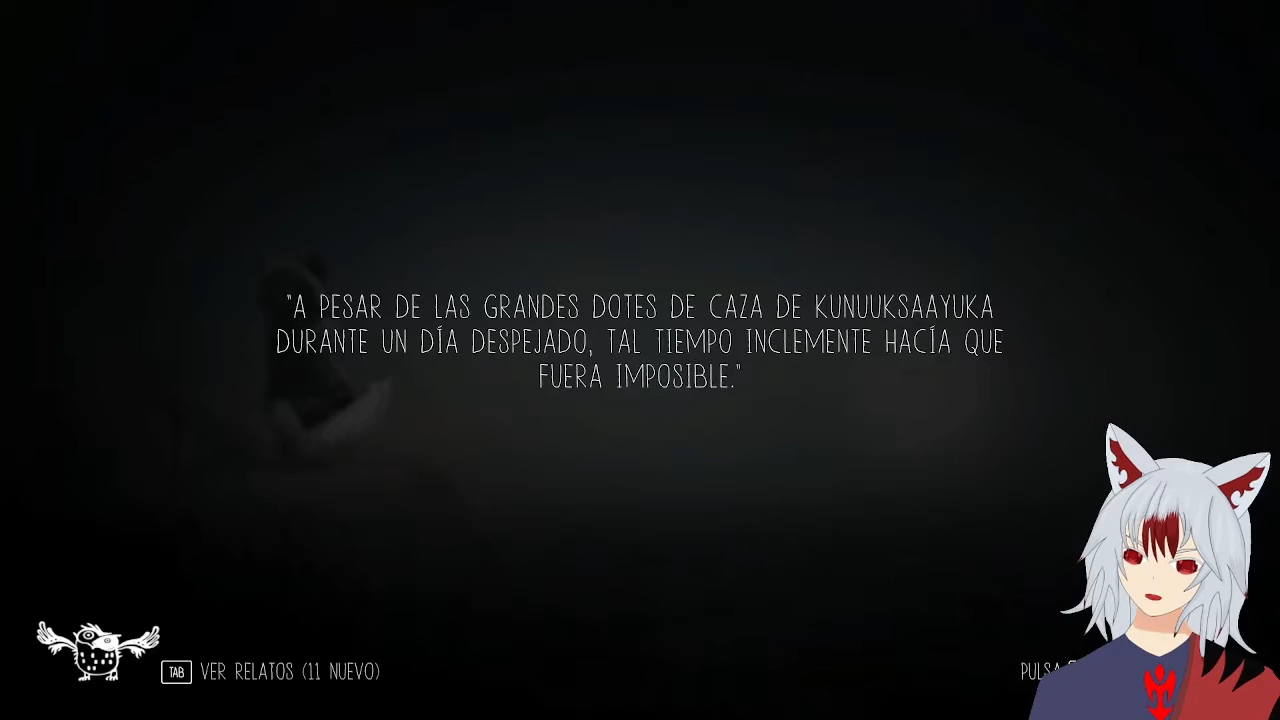 "A PESAR DE LAS GRANDES DOTES DE CAZA DE KUNUUKSAAYUKA
DURANTE UN DÍA DESPEJADO, TAL TIEMPO INCLEMENTE HACÍA QUE
FUERA IMPOSIBLE."
TAB VER RELATOS (11 NUEVO)
PULSA